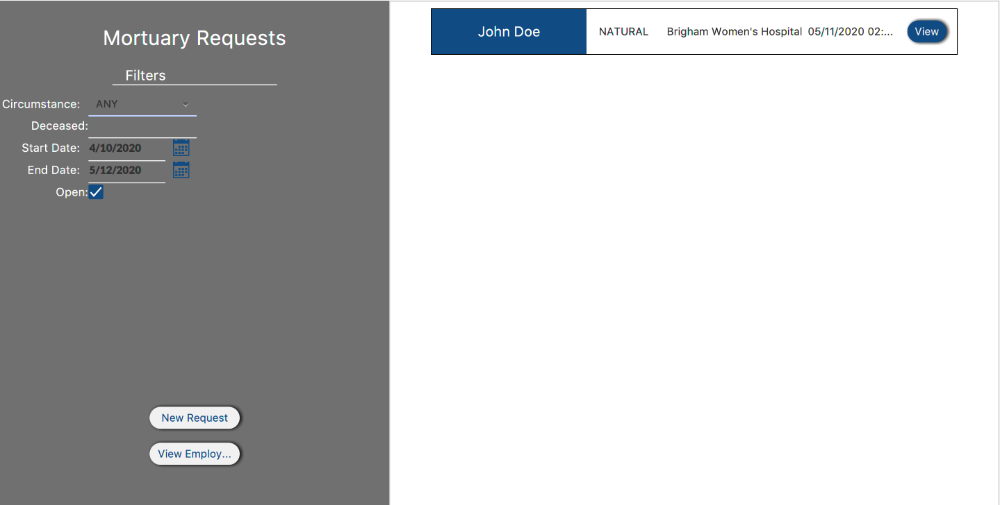 Mortuary Requests
Filters
Circumstance: ANY
Deceased:
Start Date: 4/10/2020
End Date: 5/12/2020
Open:
New Request
View Employ...
John Doe NATURAL Brigham Women's Hospital 05/11/2020 02:... View